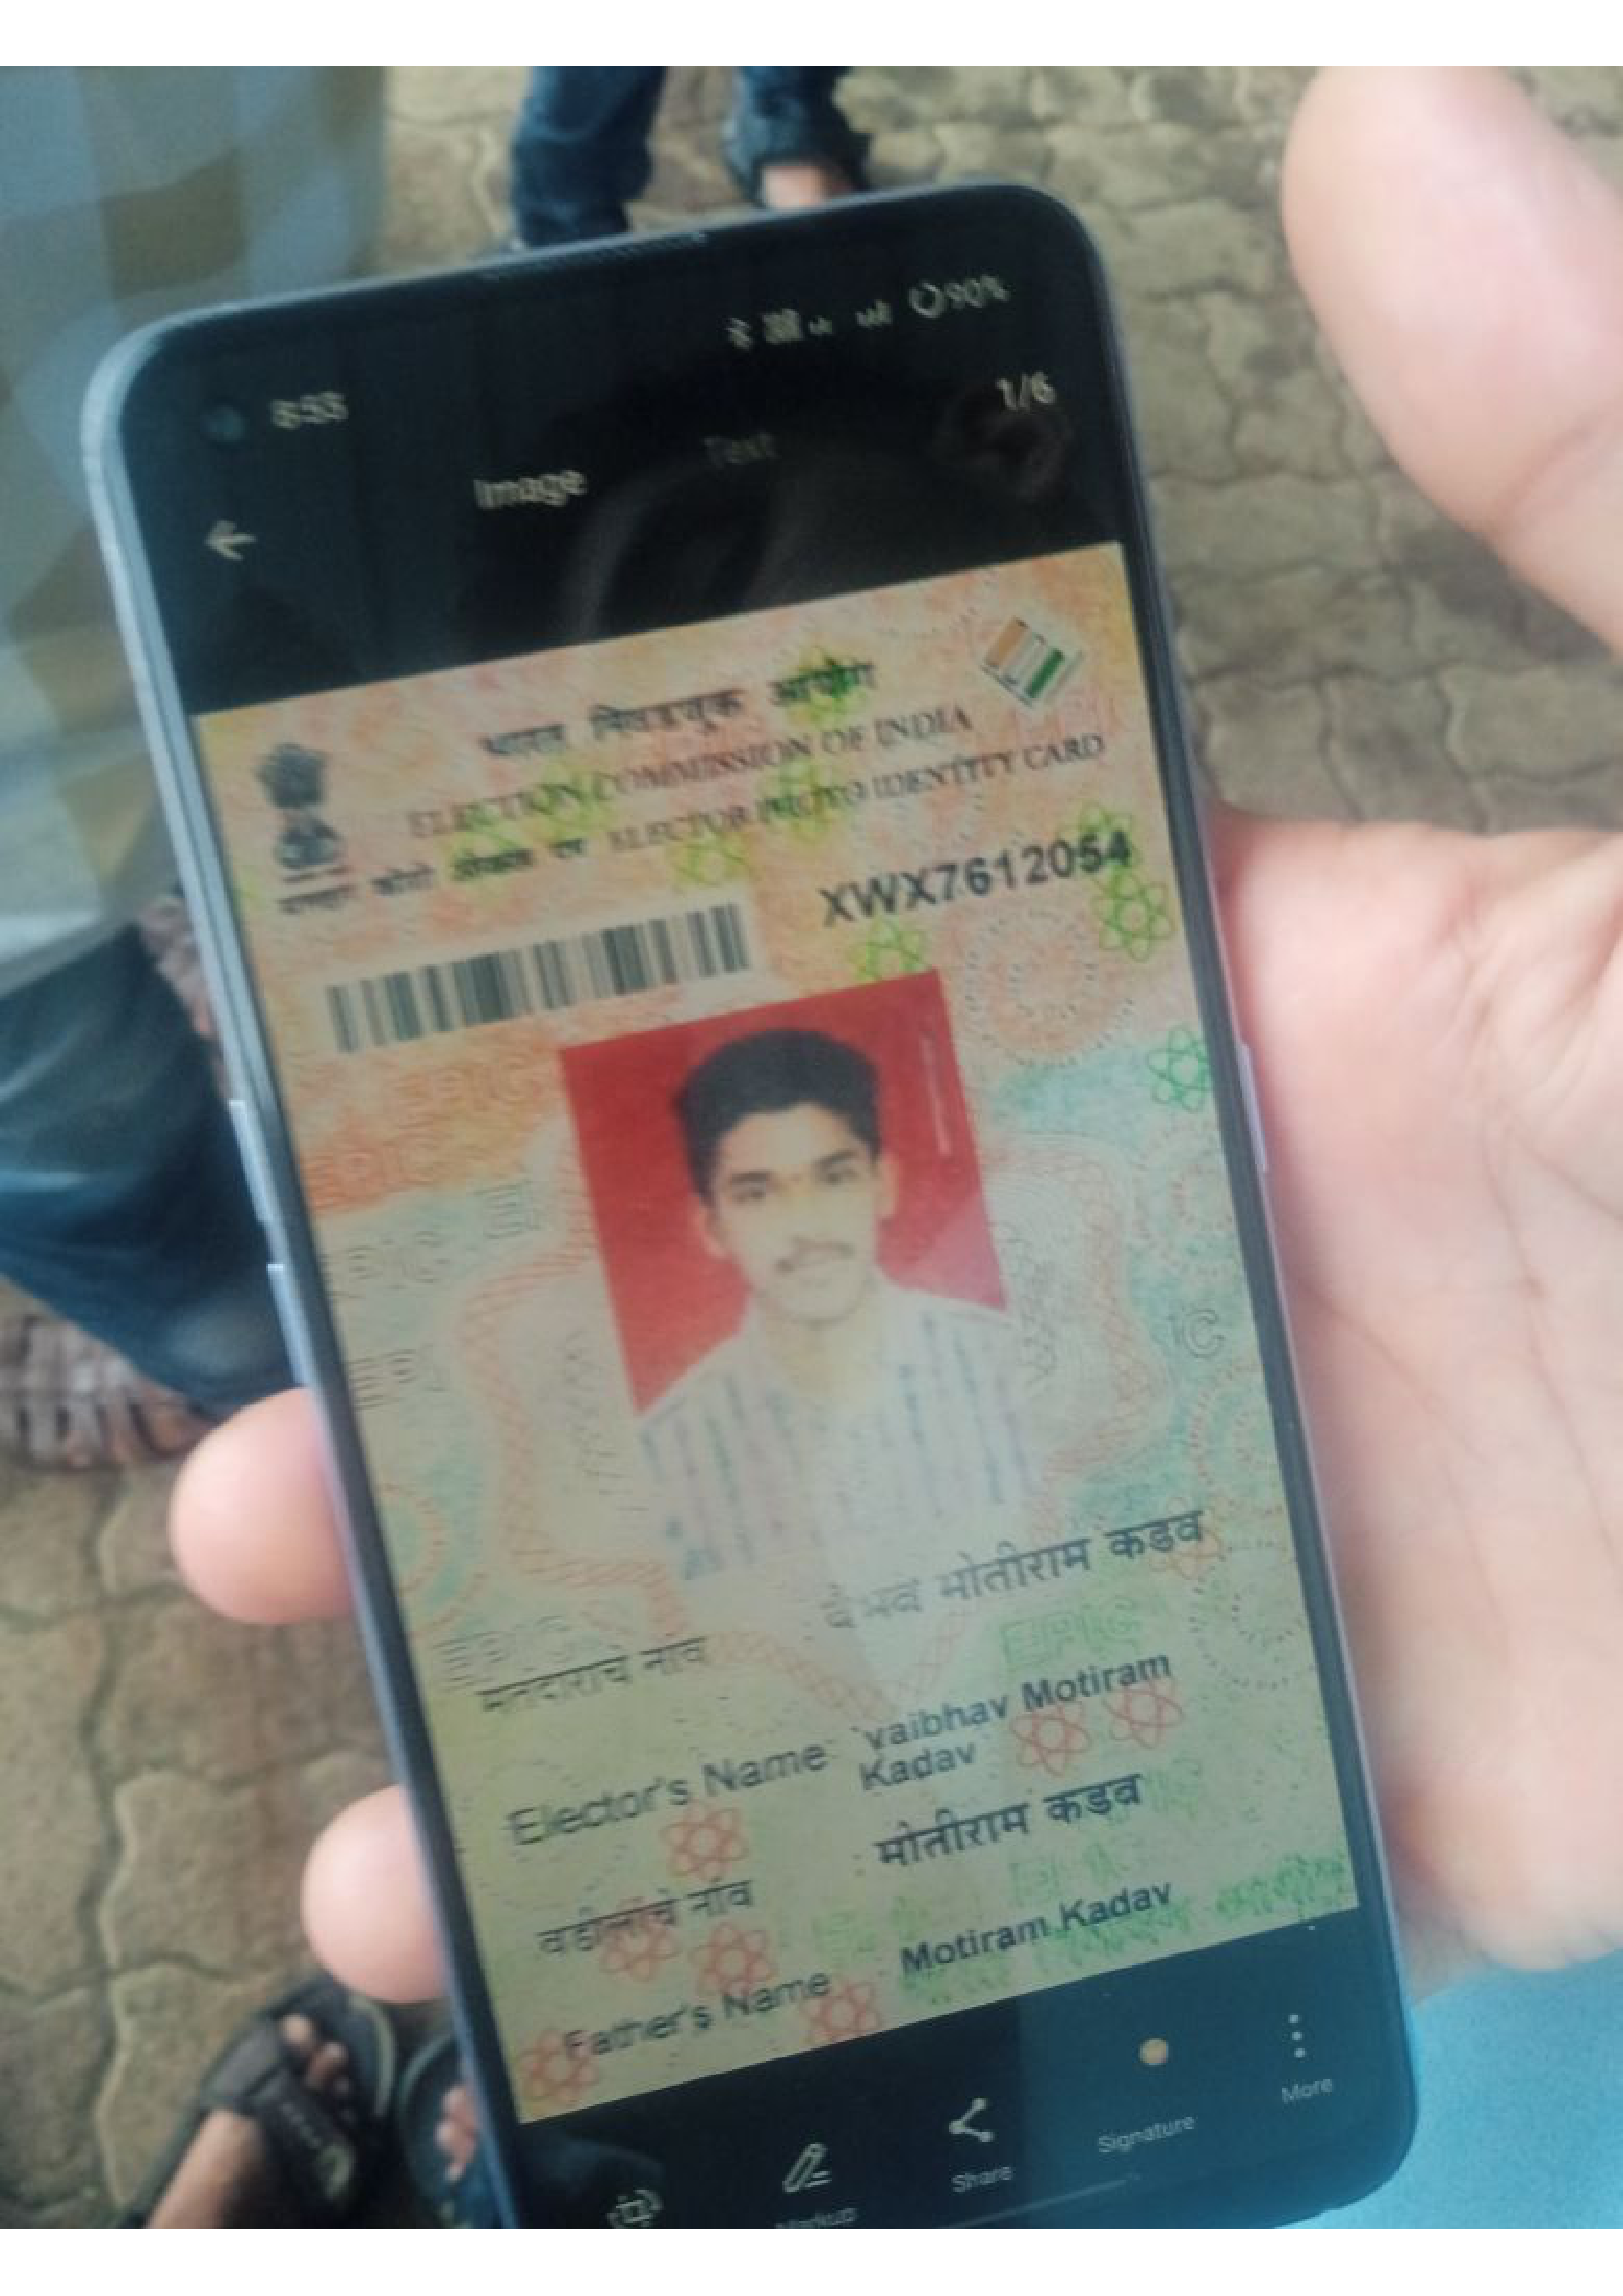 8:53
90%
1/6
Image Text
भारत निवडणूक आयोग
ELECTION COMMISSION OF INDIA
मतदार फोटो ओळख पत्र ELECTOR PHOTO IDENTITY CARD
XWX7612054
वैभव मोतीराम कडव
मतदाराचे नांव
Elector's Name vaibhav Motiram
Kadav
मोतीराम कडव
वडीलांचे नांव
Father's Name Motiram Kadav
Markup Share Signature More